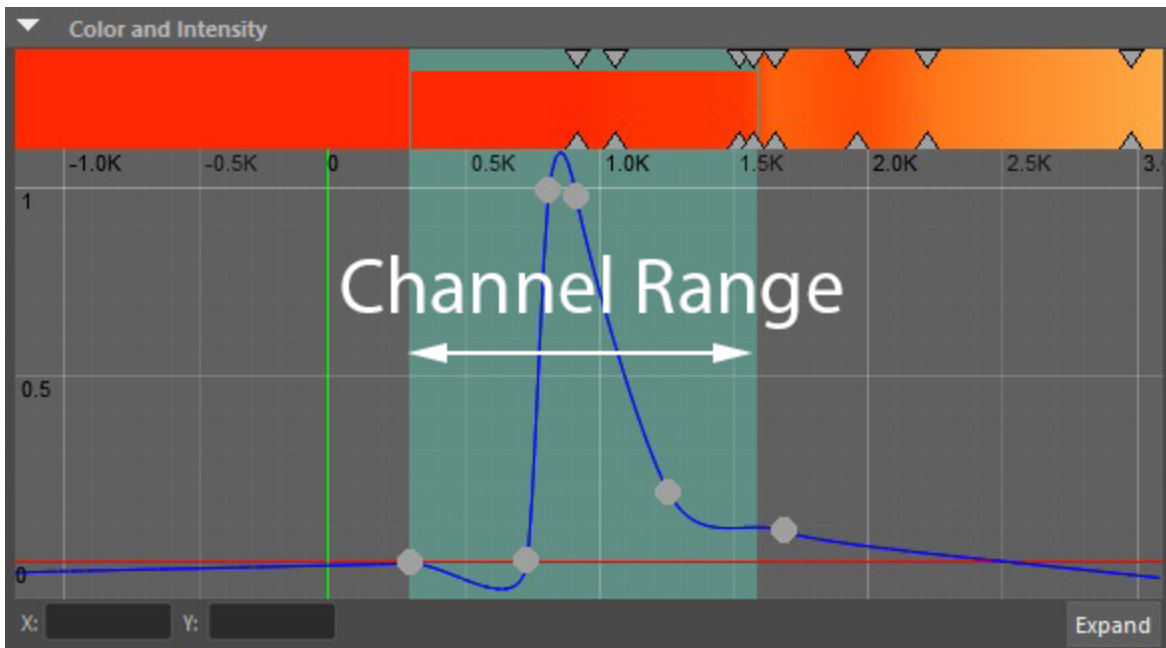 Color and Intensity
-1.0K -0.5K 0 0.5K 1.0K 1.5K 2.0K 2.5K 3.
1
Channel Range
0.5
0
X: Y: Expand